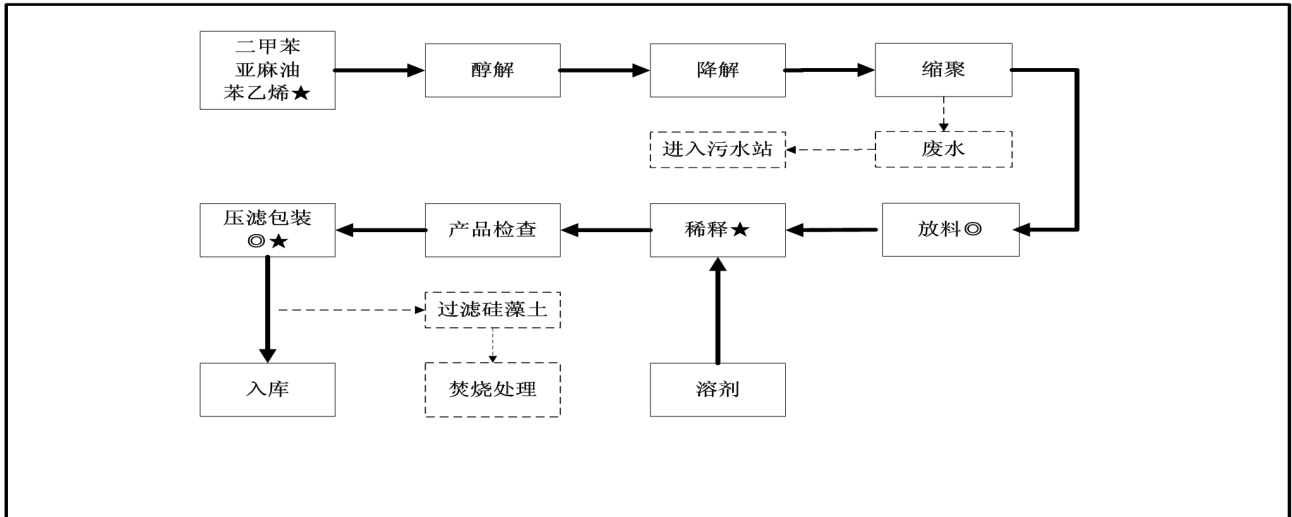 二甲苯
亚麻油
苯乙烯★
醇解
降解
缩聚
进入污水站
废水
压滤包装
◎★
产品检查
稀释★
放料◎
过滤硅藻土
入库
焚烧处理
溶剂